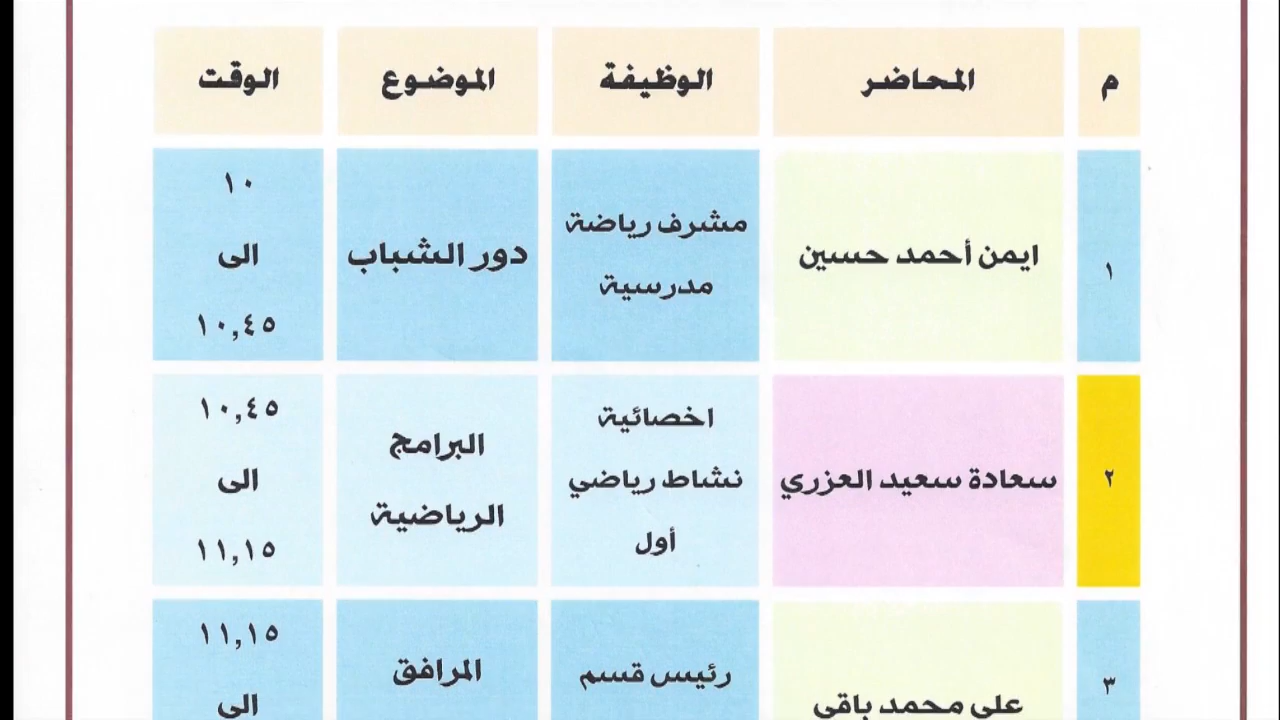 م المحاضر الوظيفة الموضوع الوقت
١ ايمن أحمد حسين مشرف رياضة مدرسية دور الشباب ١٠ الى ١٠,٤٥
٢ سعادة سعيد العزري اخصائية نشاط رياضي أول البرامج الرياضية ١٠,٤٥ الى ١١,١٥
٣ علي محمد باقي رئيس قسم المرافق ١١,١٥ الى